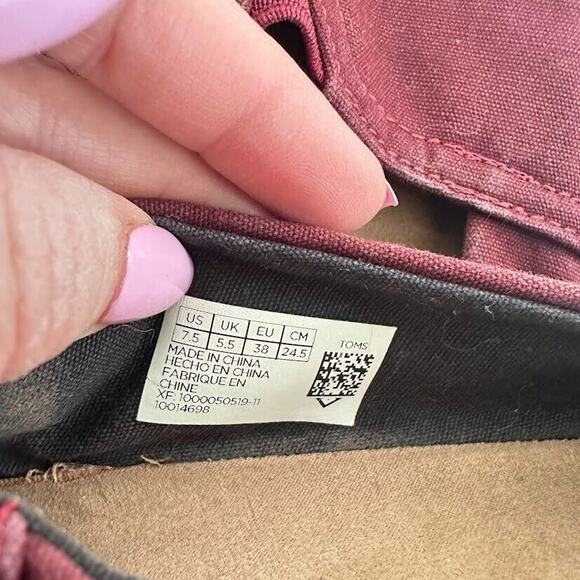 US UK EU CM TOMS
7.5 5.5 38 24.5
MADE IN CHINA
HECHO EN CHINA
FABRIQUE EN
CHINE
XF: 1000050519-11
10014698